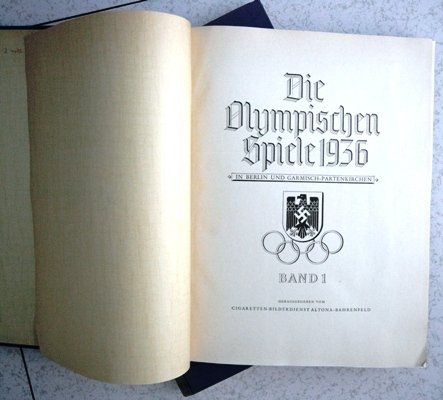 Die
Olympischen
Spiele 1936
IN BERLIN UND GARMISCH-PARTENKIRCHEN
BAND 1
HERAUSGEGEBEN VOM
CIGARETTEN-BILDERDIENST ALTONA-BAHRENFELD